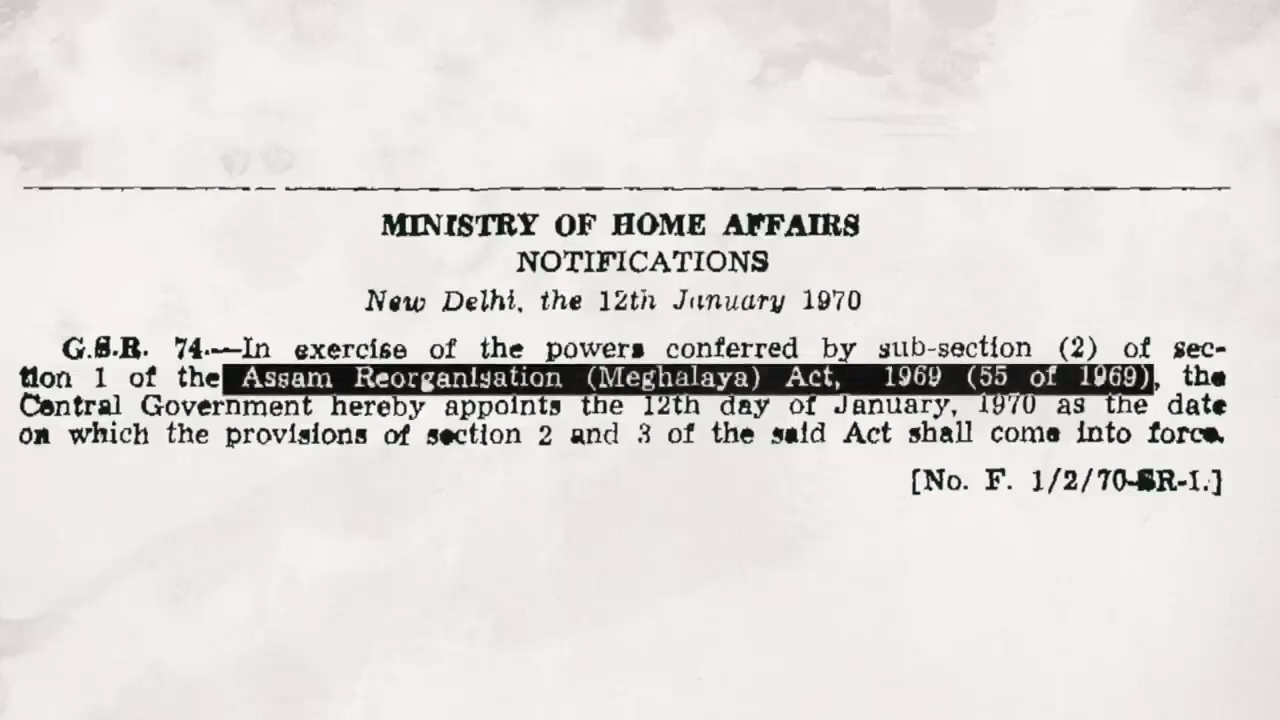 MINISTRY OF HOME AFFAIRS
NOTIFICATIONS
New Delhi, the 12th January 1970
G.S.R. 74.—In exercise of the powers conferred by sub-section (2) of sec-
tion 1 of the Assam Reorganisation (Meghalaya) Act, 1969 (55 of 1969), the
Central Government hereby appoints the 12th day of January, 1970 as the date
on which the provisions of section 2 and 3 of the said Act shall come into force.
[No. F. 1/2/70-SR-I.]